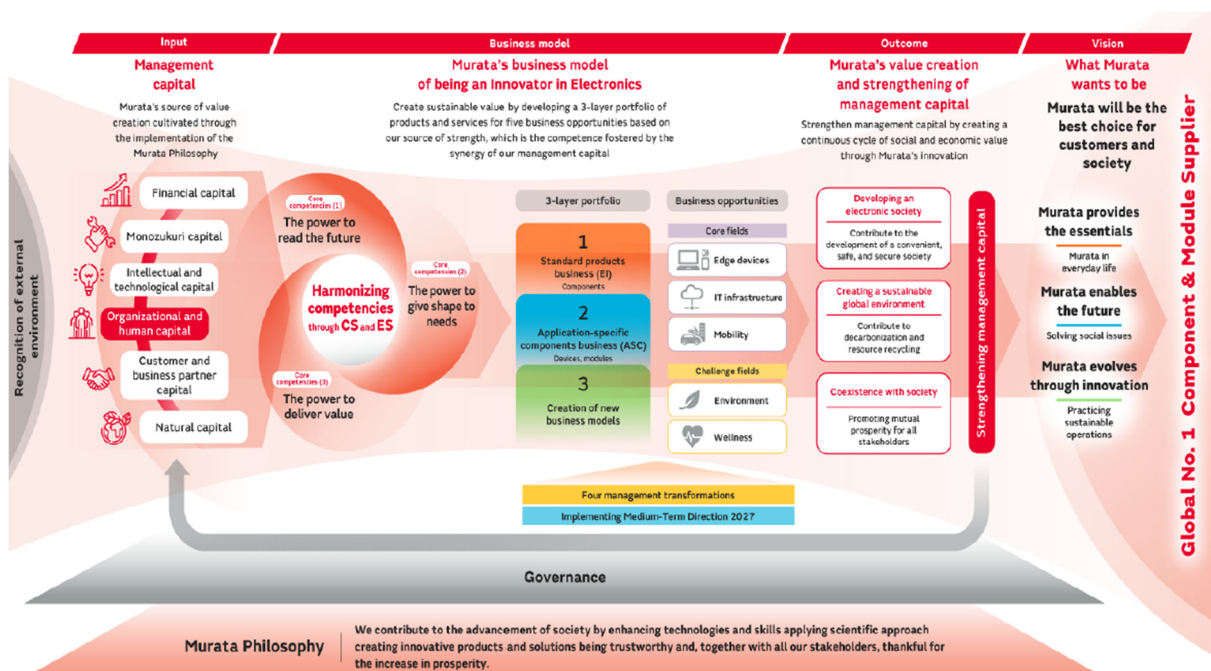 Input
Business model
Outcome
Vision
Management
capital
Murata's source of value
creation cultivated through
the implementation of the
Murata Philosophy
Murata's business model
of being an Innovator in Electronics
Create sustainable value by developing a 3-layer portfolio of
products and services for five business opportunities based on
our source of strength, which is the competence fostered by the
synergy of our management capital
Murata's value creation
and strengthening of
management capital
Strengthen management capital by creating a
continuous cycle of social and economic value
through Murata's innovation
What Murata
wants to be
Murata will be the
best choice for
customers and
society
Recognition of external
environment
Financial capital
Monozukuri capital
Intellectual and
technological capital
Organizational and
human capital
Customer and
business partner
capital
Natural capital
Core
competencies (1)
The power to
read the future
Core
competencies (2)
The power to
give shape to
needs
Harmonizing
competencies
through CS and ES
Core
competencies (3)
The power to
deliver value
3-layer portfolio
1
Standard products
business (EI)
Components
2
Application-specific
components business (ASC)
Devices, modules
3
Creation of new
business models
Business opportunities
Core fields
Edge devices
IT infrastructure
Mobility
Challenge fields
Environment
Wellness
Developing an
electronic society
Contribute to the
development of a convenient,
safe, and secure society
Creating a sustainable
global environment
Contribute to
decarbonization and
resource recycling
Coexistence with society
Promoting mutual
prosperity for all
stakeholders
Strengthening management capital
Murata provides
the essentials
Murata in
everyday life
Murata enables
the future
Solving social issues
Murata evolves
through innovation
Practicing
sustainable
operations
Global No. 1 Component & Module Supplier
Four management transformations
Implementing Medium-Term Direction 2027
Governance
Murata Philosophy
We contribute to the advancement of society by enhancing technologies and skills applying scientific approach
creating innovative products and solutions being trustworthy and, together with all our stakeholders, thankful for
the increase in prosperity.